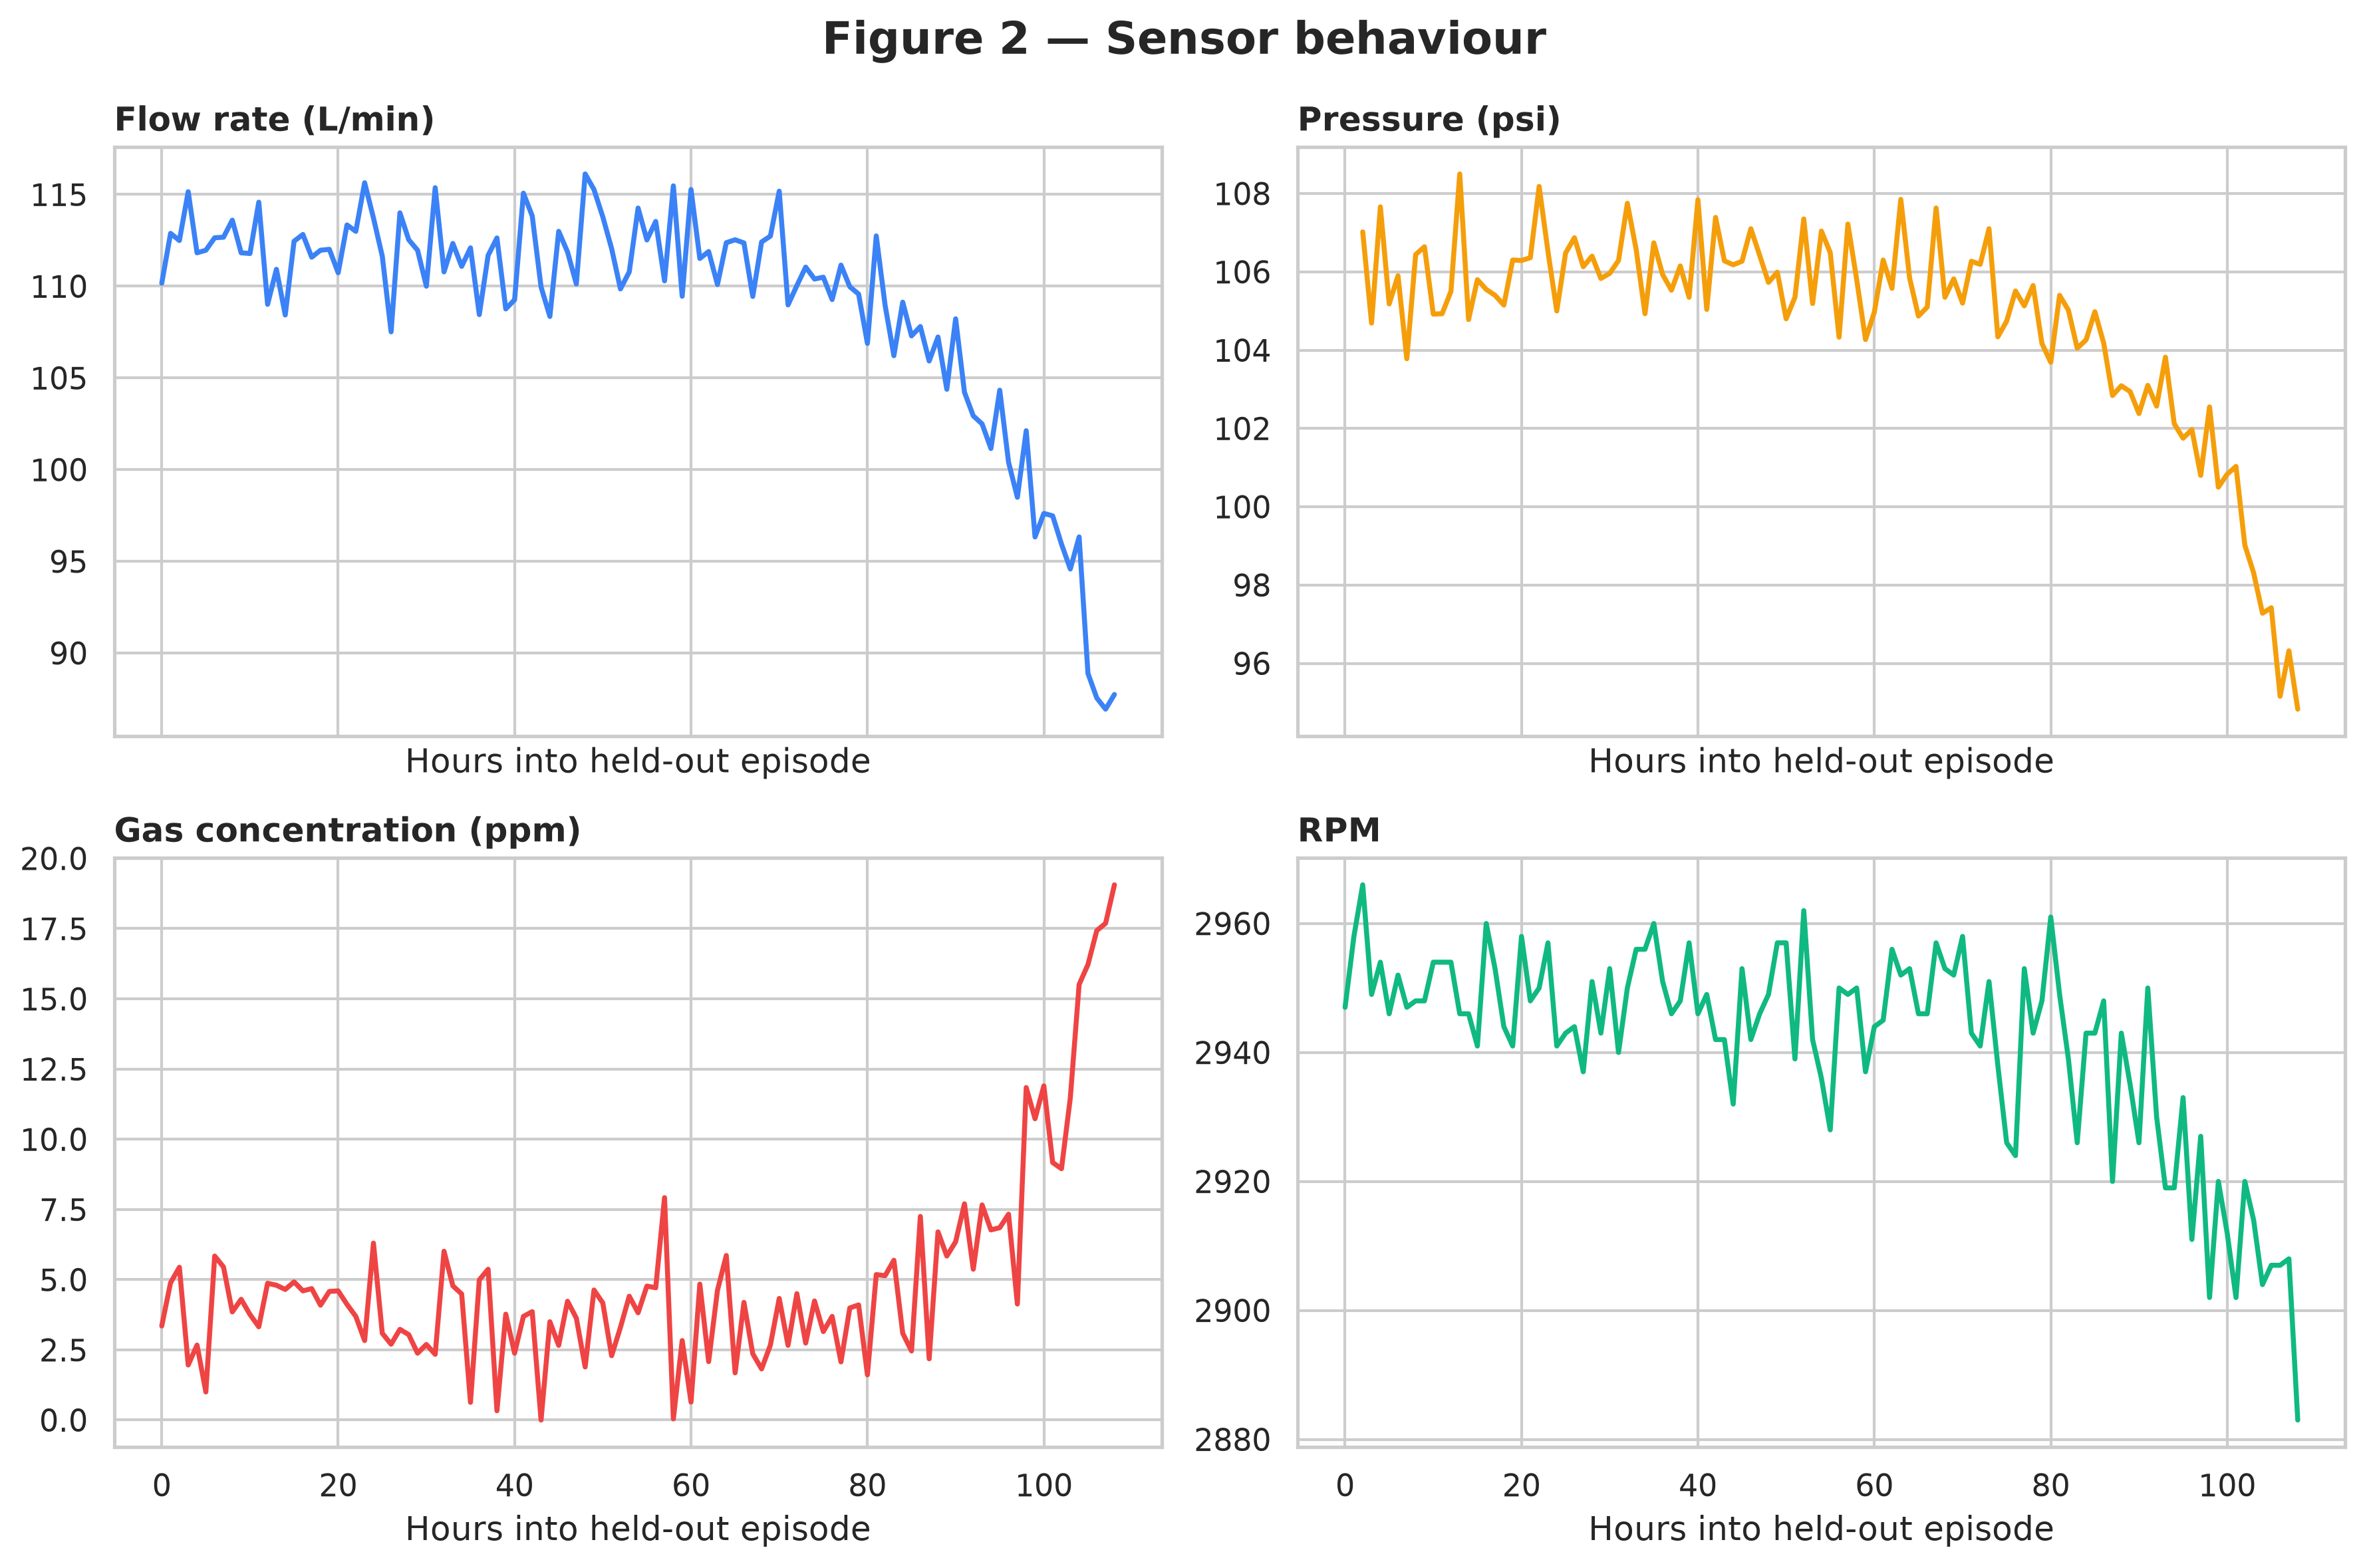 Figure 2 — Sensor behaviour
Flow rate (L/min)
115
110
105
100
95
90
Hours into held-out episode
Pressure (psi)
108
106
104
102
100
98
96
Hours into held-out episode
Gas concentration (ppm)
20.0
17.5
15.0
12.5
10.0
7.5
5.0
2.5
0.0
0 20 40 60 80 100
Hours into held-out episode
RPM
2960
2940
2920
2900
2880
0 20 40 60 80 100
Hours into held-out episode